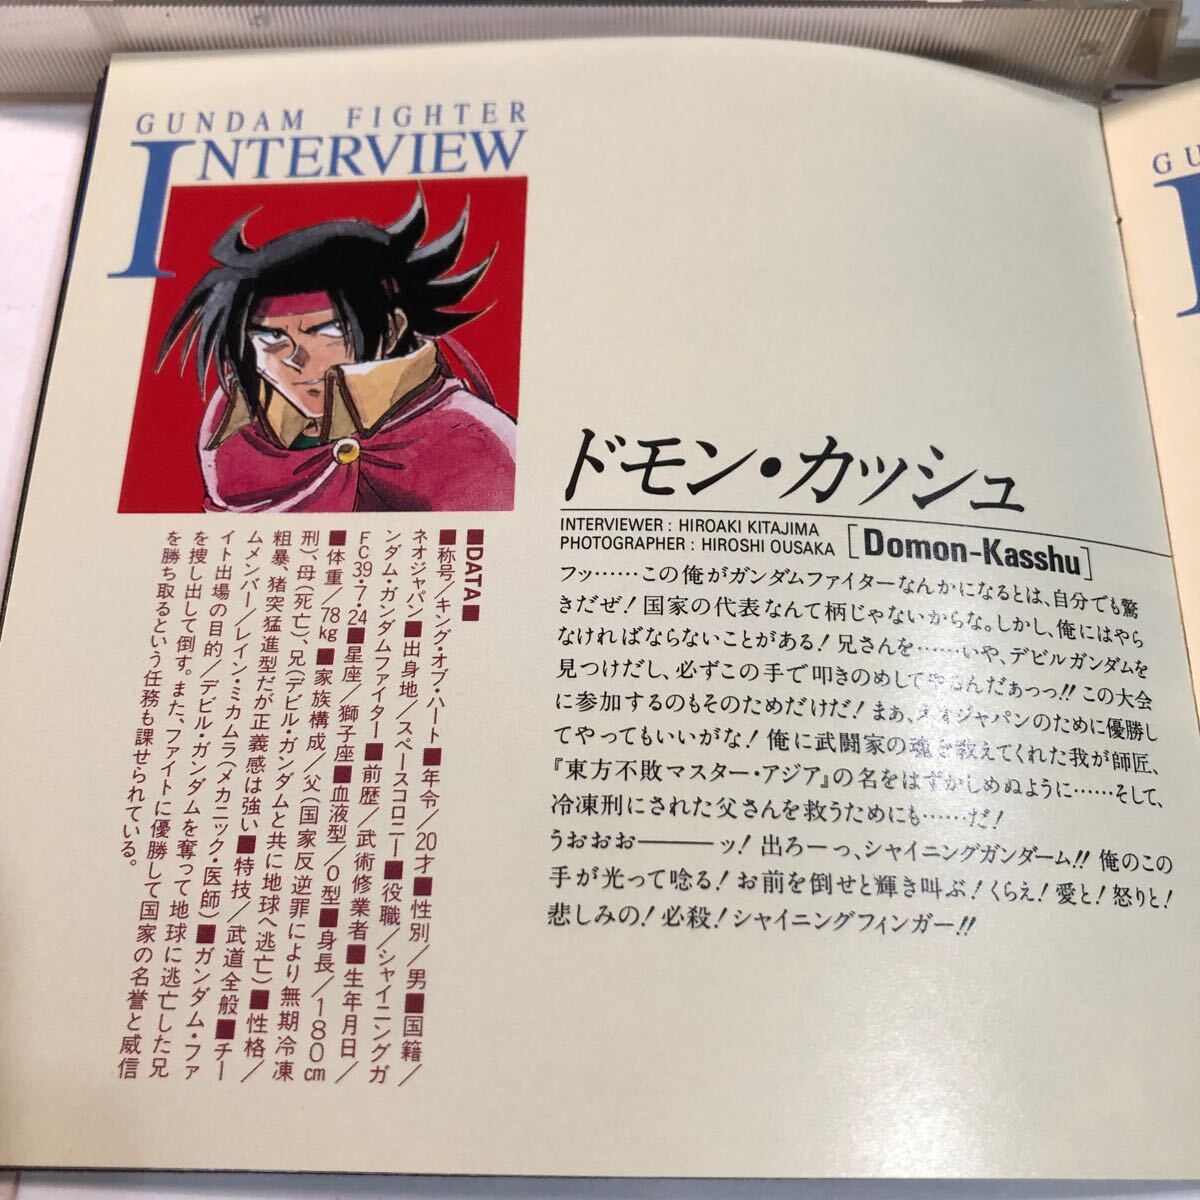 GUNDAM FIGHTER
INTERVIEW
ドモン・カッシュ
INTERVIEWER : HIROAKI KITAJIMA
PHOTOGRAPHER : HIROSHI OUSAKA
[Domon-Kasshu]
フッ……この俺がガンダムファイターなんかになるとは、自分でも驚
きだぜ！国家の代表なんて柄じゃないからな。しかし、俺にはやら
なければならないことがある！兄さんを……いや、デビルガンダムを
見つけだし、必ずこの手で叩きのめしてやるんだぁっっ!!この大会
に参加するのもそのためだけだ！まぁ、ネオジャパンのために優勝し
てやってもいいがな！俺に武闘家の魂を教えてくれた我が師匠、
『東方不敗マスター・アジア』の名をはずかしめぬように……そして、
冷凍刑にされた父さんを救うためにも……だ！
うおおお━━━ッ！出ろーっ、シャイニングガンダーム!!俺のこの
手が光って唸る！お前を倒せと輝き叫ぶ！くらえ！愛と！怒りと！
悲しみの！必殺！シャイニングフィンガー!!
■DATA■
■称号／キング・オブ・ハート■年令／20才■性別／男■国籍／
ネオジャパン■出身地／スペースコロニー■役職／シャイニングガ
ンダム・ガンダムファイター■前歴／武術修業者■生年月日／
FC39・7・24■星座／獅子座■血液型／O型■身長／180cm
■体重／78kg■家族構成／父(国家反逆罪により無期冷凍
刑)、母(死亡)、兄(デビル・ガンダムと共に地球へ逃亡)■性格／
粗暴、猪突猛進型だが正義感は強い■特技／武道全般■チー
ムメンバー／レイン・ミカムラ(メカニック・医師)■ガンダム・ファ
イト出場の目的／デビル・ガンダムを奪って地球に逃亡した兄
を捜し出して倒す。また、ファイトに優勝して国家の名誉と威信
を勝ち取るという任務も課せられている。
GU
I